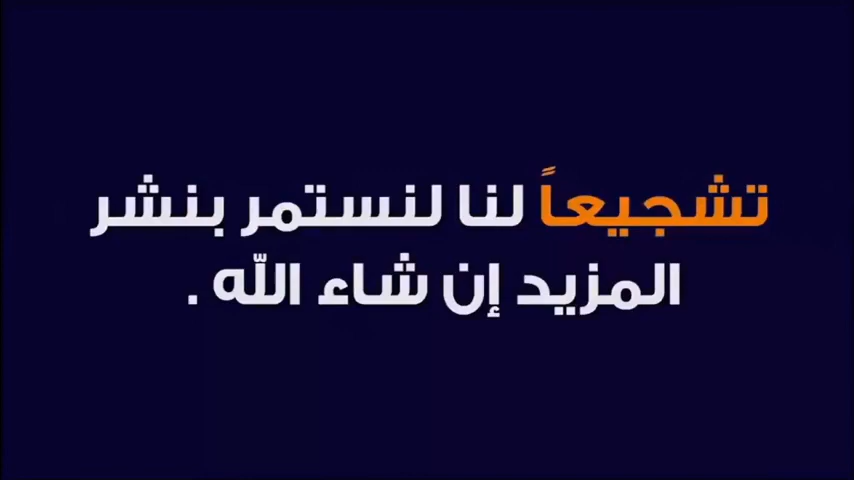 تشجيعاً لنا لنستمر بنشر
المزيد إن شاء الله .